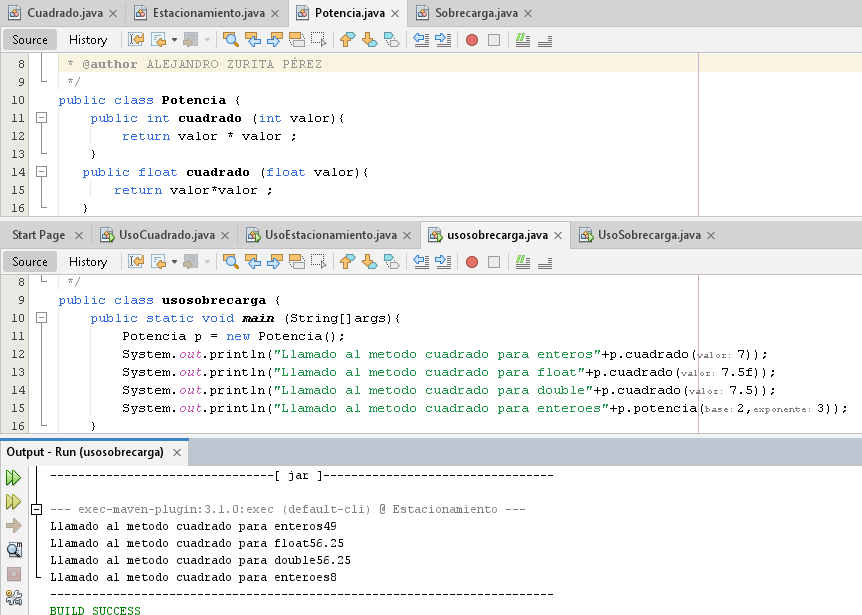 Cuadrado.java × Estacionamiento.java × Potencia.java × Sobrecarga.java ×
Source History
8 * @author ALEJANDRO ZURITA PÉREZ
9 */
10 public class Potencia {
11 public int cuadrado (int valor){
12 return valor * valor ;
13 }
14 public float cuadrado (float valor){
15 return valor*valor ;
16 }
Start Page × UsoCuadrado.java × UsoEstacionamiento.java × usosobrecarga.java × UsoSobrecarga.java ×
Source History
8 */
9 public class usosobrecarga {
10 public static void main (String[]args){
11 Potencia p = new Potencia();
12 System.out.println("Llamado al metodo cuadrado para enteros"+p.cuadrado(valor: 7));
13 System.out.println("Llamado al metodo cuadrado para float"+p.cuadrado(valor: 7.5f));
14 System.out.println("Llamado al metodo cuadrado para double"+p.cuadrado(valor: 7.5));
15 System.out.println("Llamado al metodo cuadrado para enteroes"+p.potencia(base: 2,exponente: 3));
16 }
Output - Run (usosobrecarga) ×
--------------------------------[ jar ]---------------------------------
--- exec-maven-plugin:3.1.0:exec (default-cli) @ Estacionamiento ---
Llamado al metodo cuadrado para enteros49
Llamado al metodo cuadrado para float56.25
Llamado al metodo cuadrado para double56.25
Llamado al metodo cuadrado para enteroes8
------------------------------------------------------------------------
BUILD SUCCESS